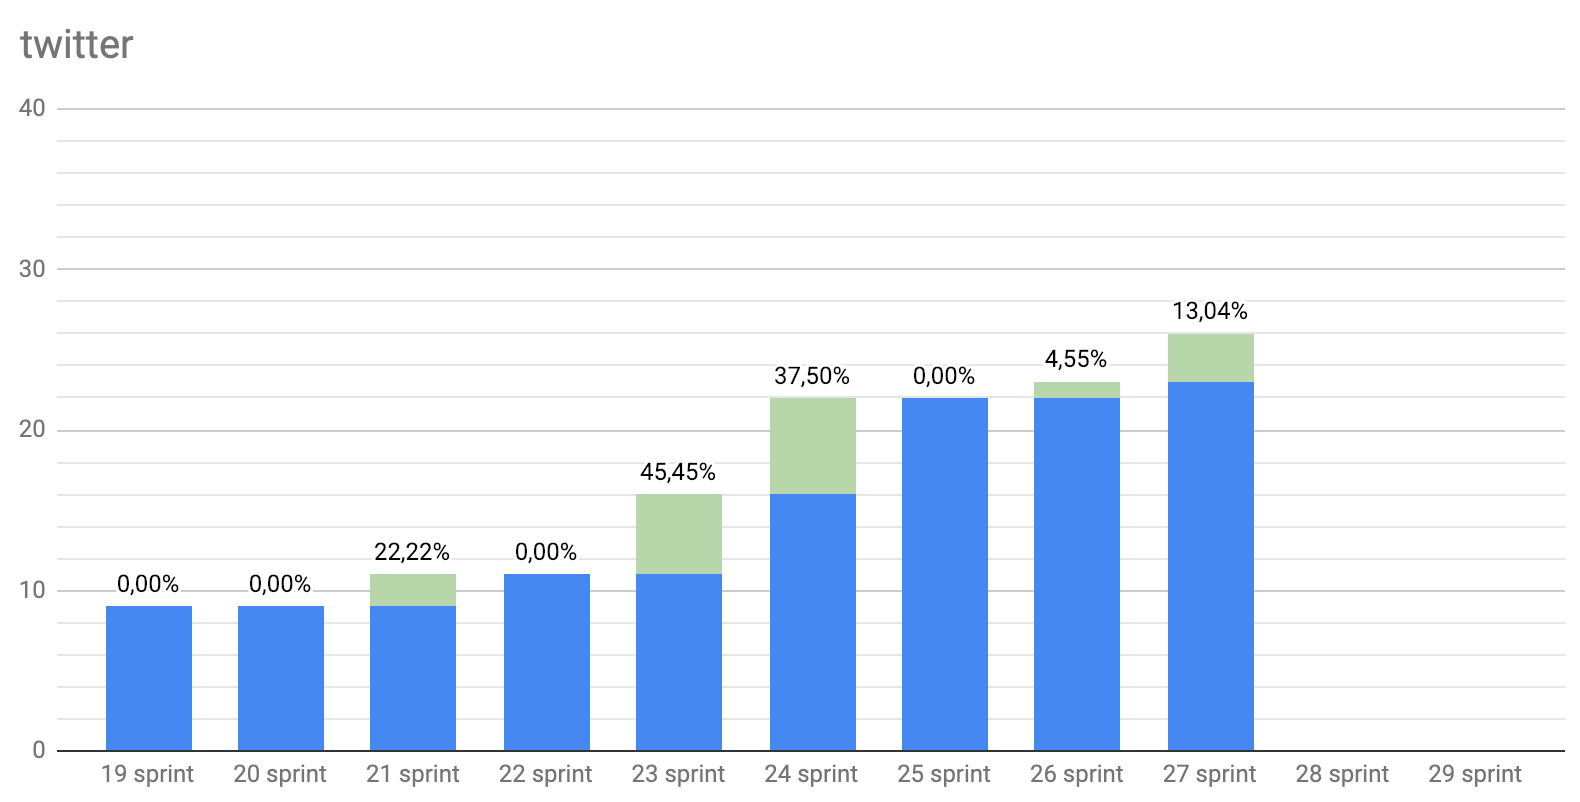 twitter
40
30
20
10
0
0,00%
0,00%
22,22%
0,00%
45,45%
37,50%
0,00%
4,55%
13,04%
19 sprint
20 sprint
21 sprint
22 sprint
23 sprint
24 sprint
25 sprint
26 sprint
27 sprint
28 sprint
29 sprint